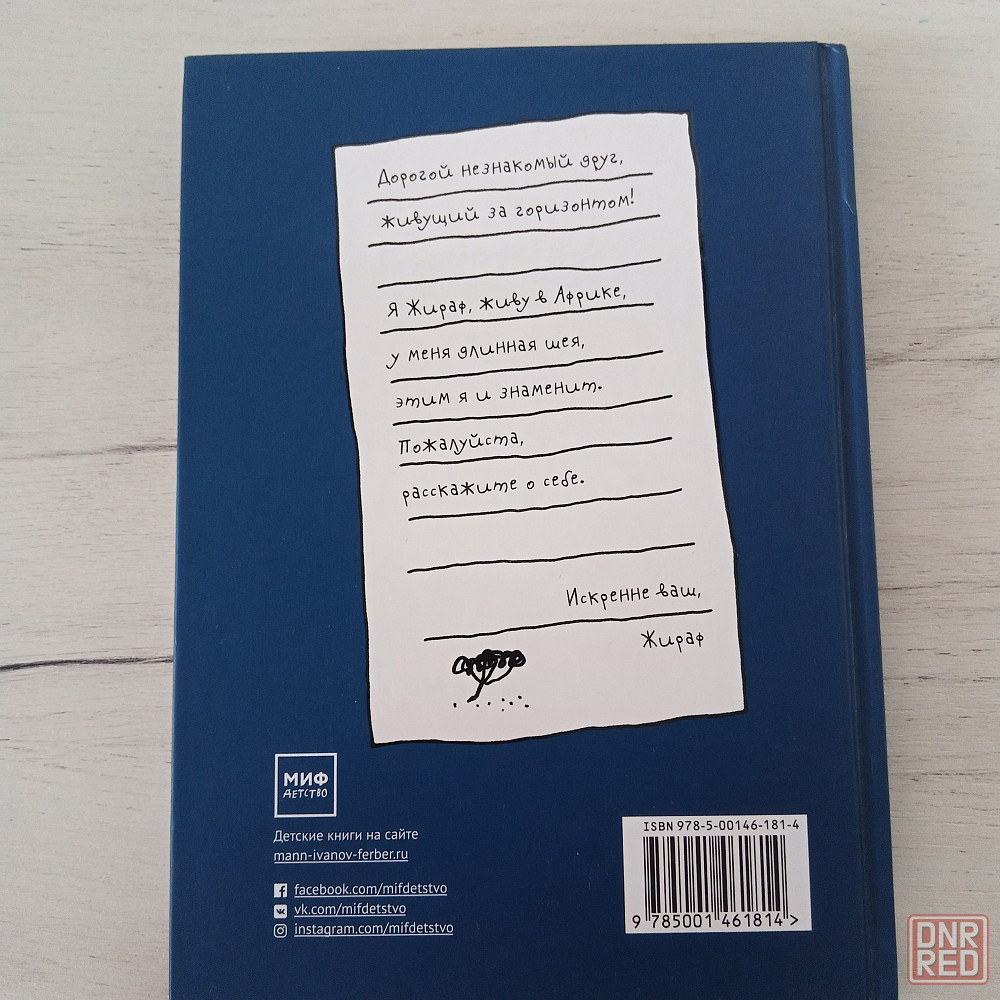 Дорогой незнакомый друг,
живущий за горизонтом!
Я Жираф, живу в Африке,
у меня длинная шея,
этим я и знаменит.
Пожалуйста,
расскажите о себе.
Искренне ваш,
Жираф
МИФ
ДЕТСТВО
Детские книги на сайте
mann-ivanov-ferber.ru
facebook.com/mifdetstvo
vk.com/mifdetstvo
instagram.com/mifdetstvo
ISBN 978-5-00146-181-4
9 785001 461814 >
DNR
RED